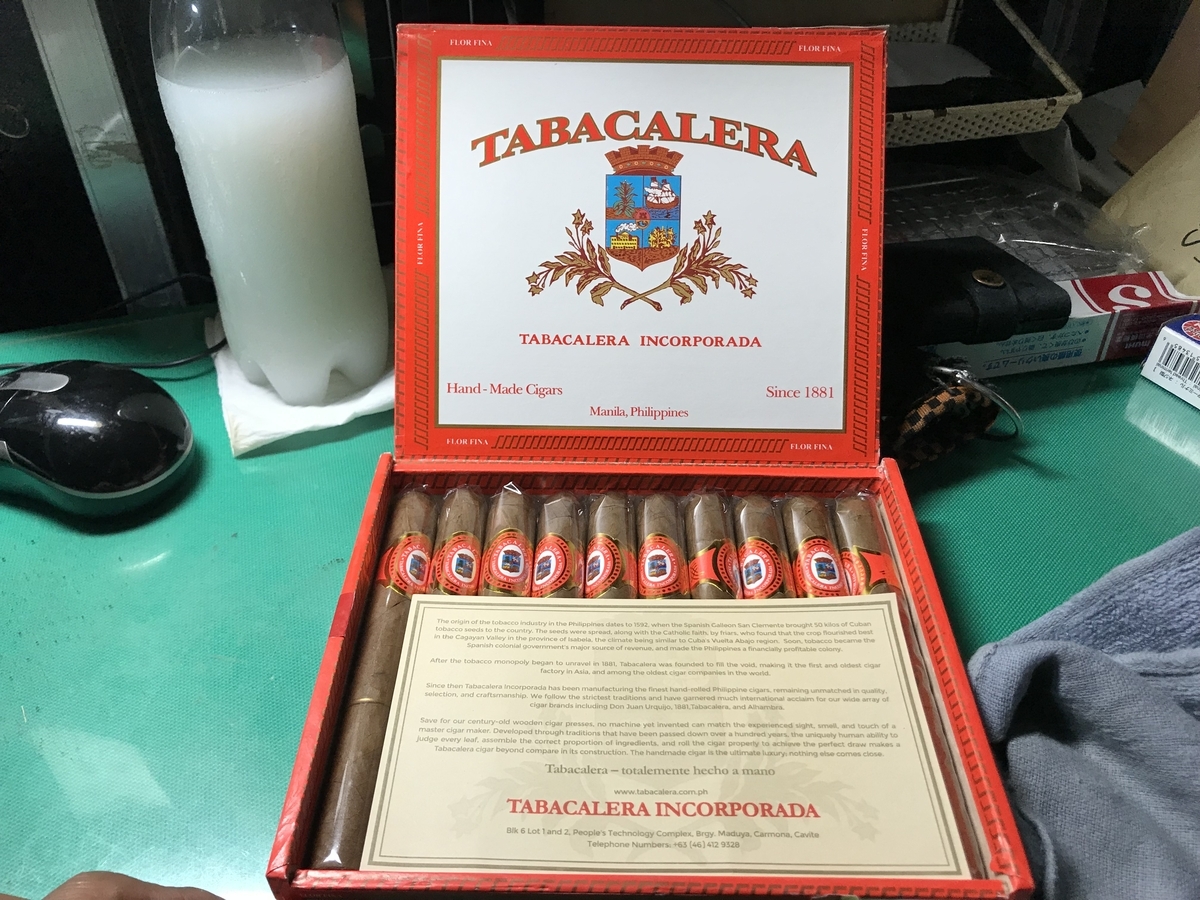 FLOR FINA
FLOR FINA
TABACALERA
FLOR FINA
FLOR FINA
TABACALERA INCORPORADA
Hand-Made Cigars
Since 1881
Manila, Philippines
FLOR FINA
FLOR FINA
The origin of the tobacco industry in the Philippines dates to 1592, when the Spanish Galleon San Clemente brought 50 kilos of Cuban
tobacco seeds to the country. The seeds were spread, along with the Catholic faith, by friars, who found that the crop flourished best
in the Cagayan Valley in the province of Isabela, the climate being similar to Cuba's Vuelta Abajo region. Soon, tobacco became the
Spanish colonial government's major source of revenue, and made the Philippines a financially profitable colony.
After the tobacco monopoly began to unravel in 1881, Tabacalera was founded to fill the void, making it the first and oldest cigar
factory in Asia, and among the oldest cigar companies in the world.
Since then Tabacalera Incorporada has been manufacturing the finest hand-rolled Philippine cigars, remaining unmatched in quality,
selection, and craftsmanship. We follow the strictest traditions and have garnered much international acclaim for our wide array of
cigar brands including Don Juan Urquijo, 1881,Tabacalera, and Alhambra.
Save for our century-old wooden cigar presses, no machine yet invented can match the experienced sight, smell, and touch of a
master cigar maker. Developed through traditions that have been passed down over a hundred years, the uniquely human ability to
judge every leaf, assemble the correct proportion of ingredients, and roll the cigar properly to achieve the perfect draw makes a
Tabacalera cigar beyond compare in its construction. The handmade cigar is the ultimate luxury; nothing else comes close.
Tabacalera – totalemente hecho a mano
www.tabacalera.com.ph
TABACALERA INCORPORADA
Blk 6 Lot 1 and 2, People's Technology Complex, Brgy. Maduya, Carmona, Cavite
Telephone Numbers: +63 (46) 412 9328